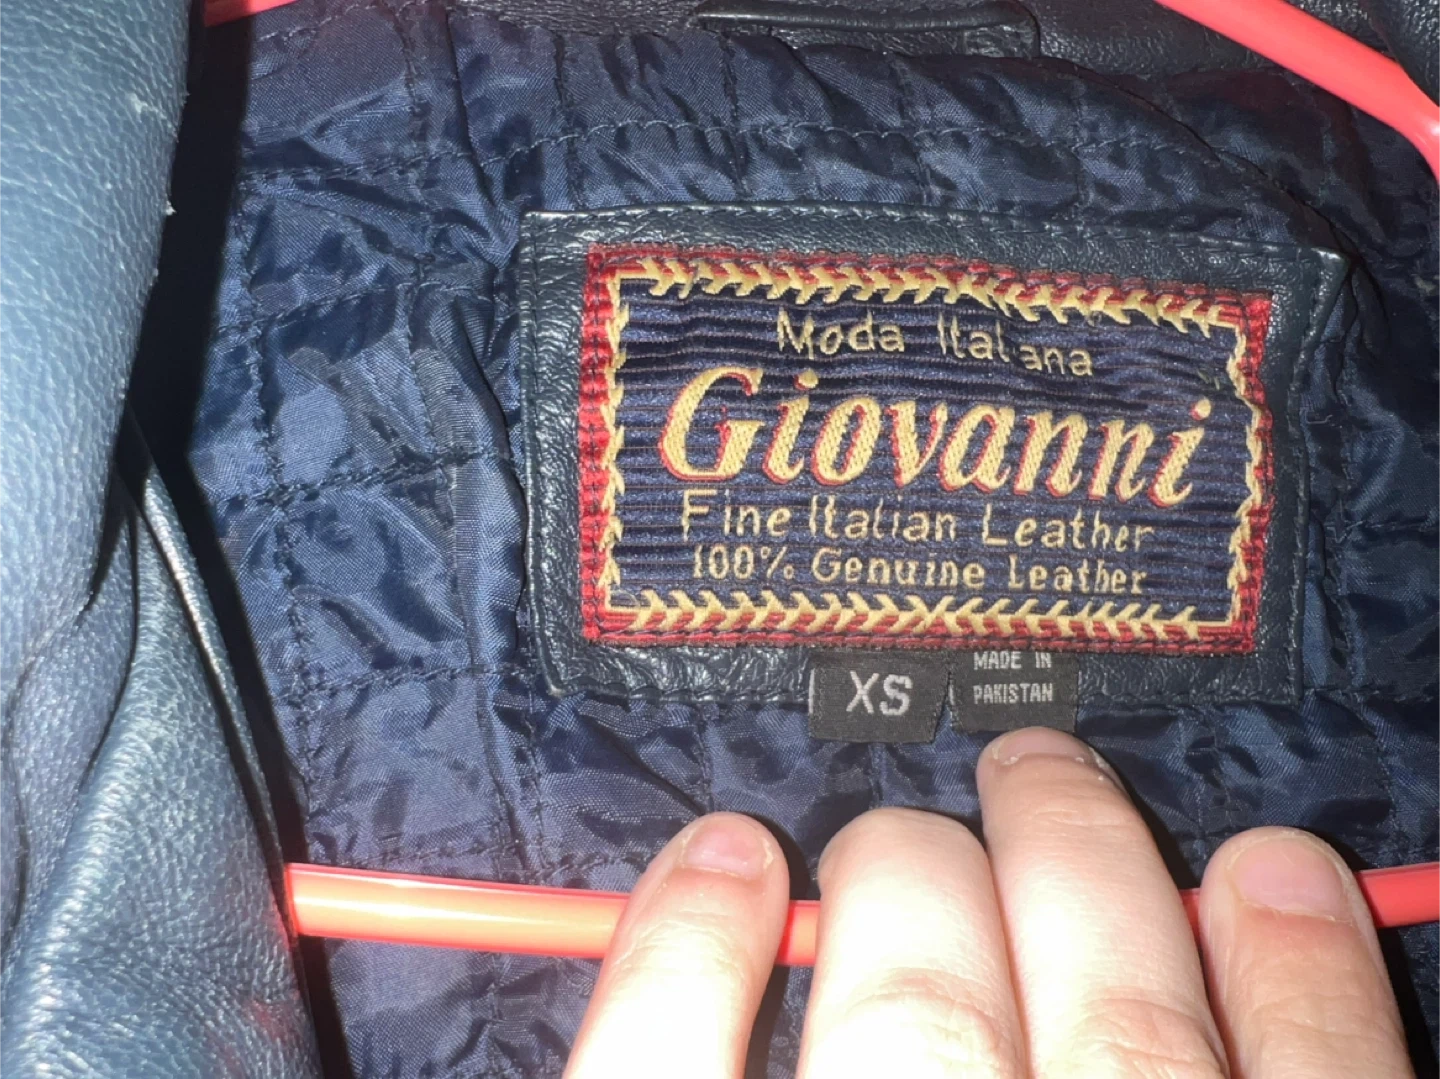 Moda Italiana
Giovanni
Fine Italian Leather
100% Genuine Leather
XS
MADE IN
PAKISTAN